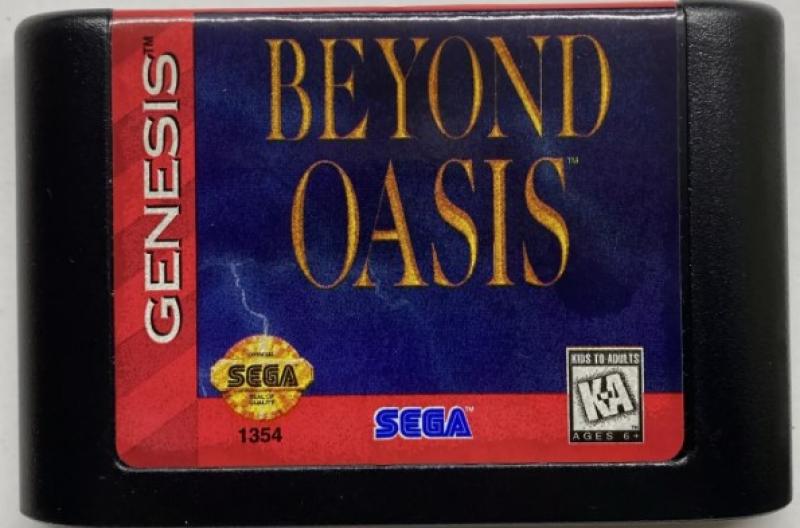 GENESIS™
BEYOND
OASIS™
OFFICIAL
SEGA
SEAL OF
QUALITY
1354
SEGA™
KIDS TO ADULTS
K-A
AGES 6+